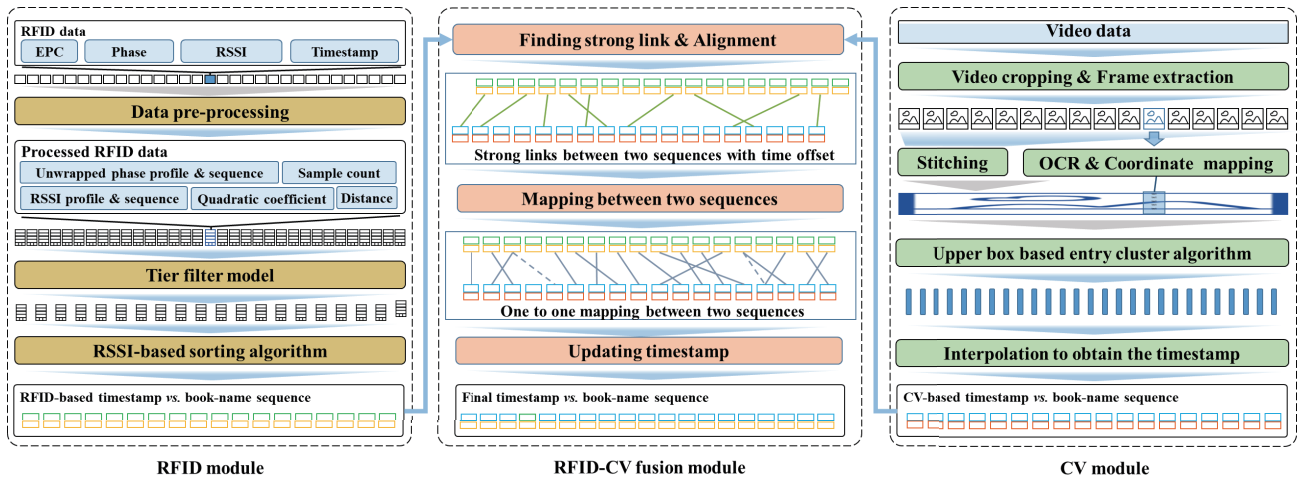 RFID data
EPC
Phase
RSSI
Timestamp
Data pre-processing
Processed RFID data
Unwrapped phase profile & sequence
Sample count
RSSI profile & sequence
Quadratic coefficient
Distance
Tier filter model
RSSI-based sorting algorithm
RFID-based timestamp vs. book-name sequence
RFID module
Finding strong link & Alignment
Strong links between two sequences with time offset
Mapping between two sequences
One to one mapping between two sequences
Updating timestamp
Final timestamp vs. book-name sequence
RFID-CV fusion module
Video data
Video cropping & Frame extraction
Stitching
OCR & Coordinate mapping
Upper box based entry cluster algorithm
Interpolation to obtain the timestamp
CV-based timestamp vs. book-name sequence
CV module